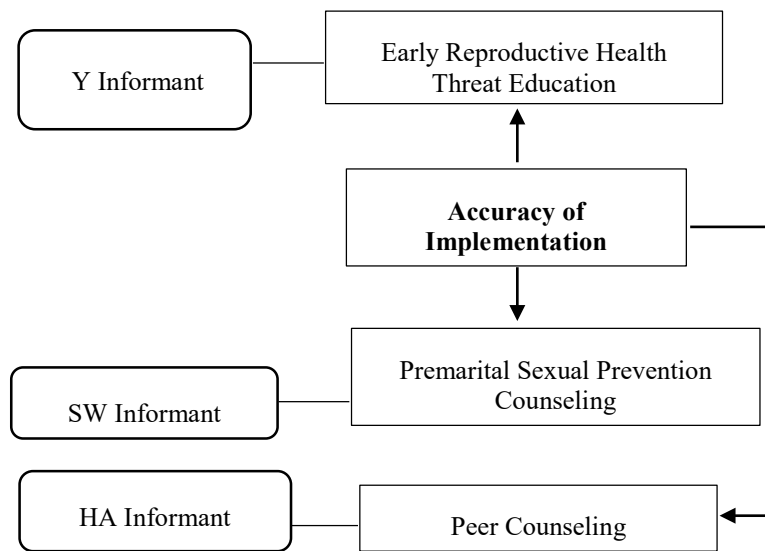 Y Informant
Early Reproductive Health
Threat Education
Accuracy of
Implementation
SW Informant
Premarital Sexual Prevention
Counseling
HA Informant
Peer Counseling